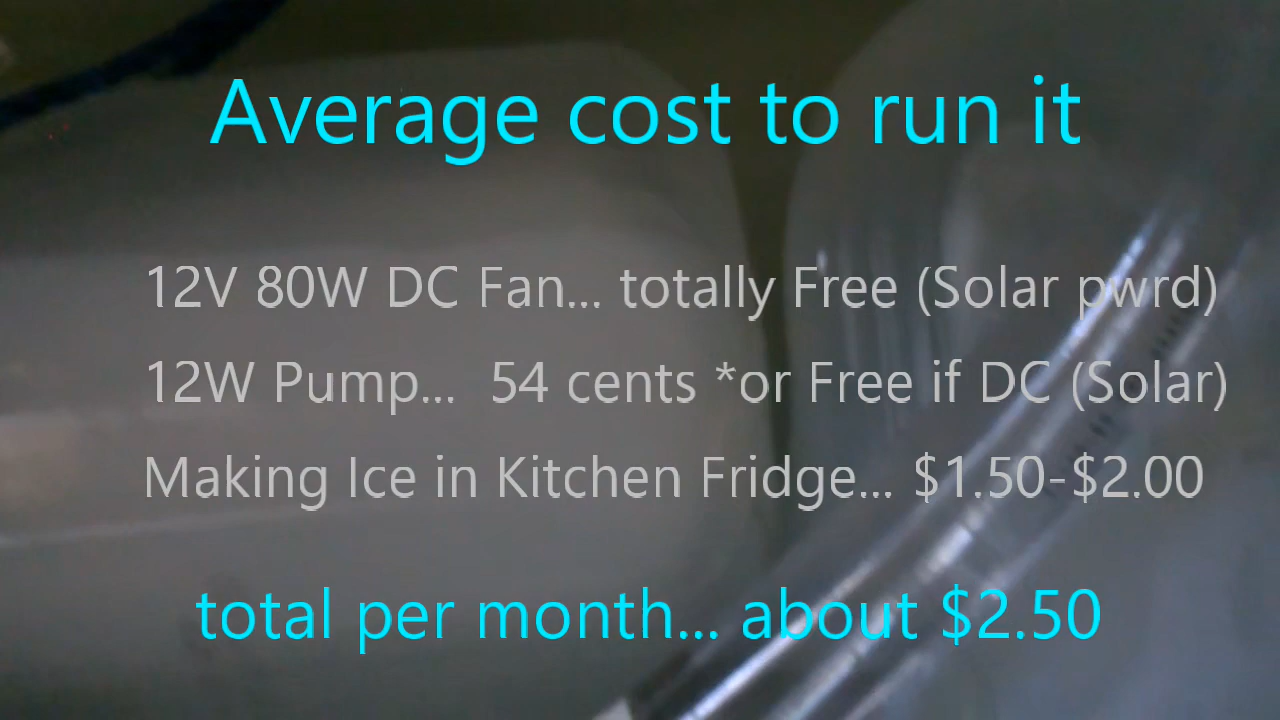 Average cost to run it
12V 80W DC Fan... totally Free (Solar pwrd)
12W Pump... 54 cents *or Free if DC (Solar)
Making Ice in Kitchen Fridge... $1.50-$2.00
total per month... about $2.50